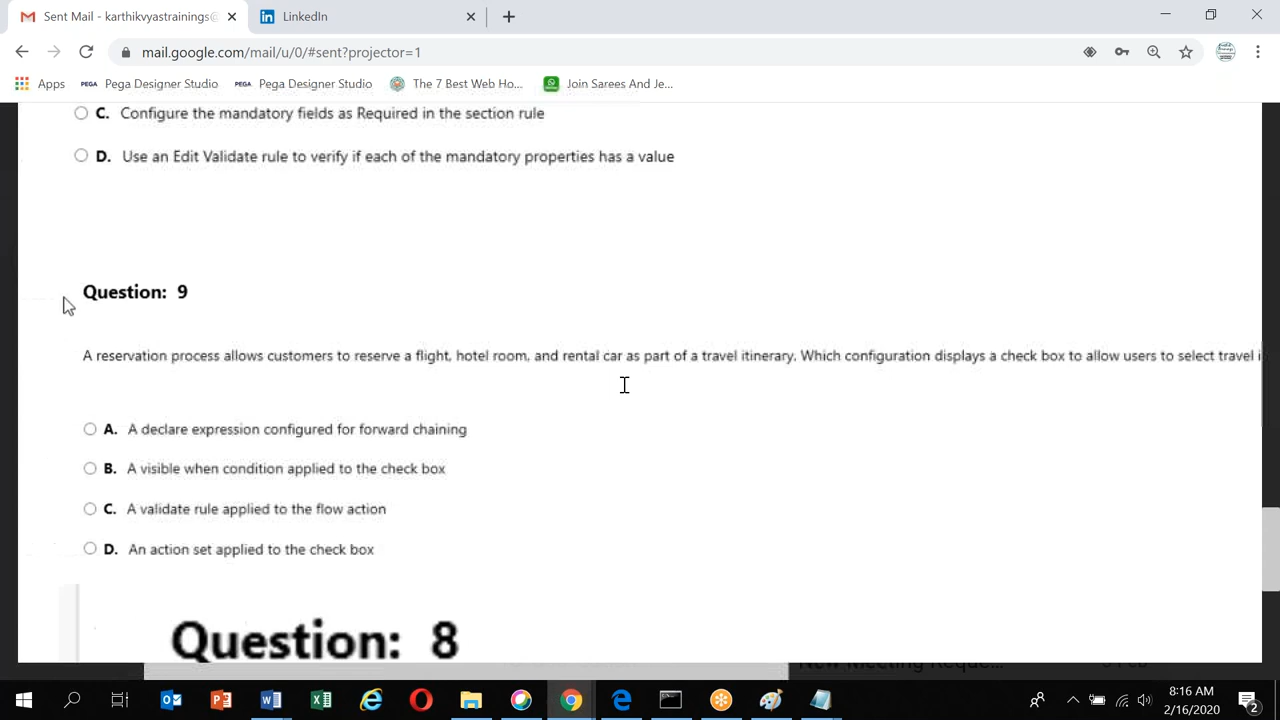 Sent Mail - karthikvyastrainings@
LinkedIn
mail.google.com/mail/u/0/#sent?projector=1
Apps
PEGA Pega Designer Studio
PEGA Pega Designer Studio
The 7 Best Web Ho...
Join Sarees And Je...
C. Configure the mandatory fields as Required in the section rule
D. Use an Edit Validate rule to verify if each of the mandatory properties has a value
Question: 9
A reservation process allows customers to reserve a flight, hotel room, and rental car as part of a travel itinerary. Which configuration displays a check box to allow users to select travel i
A. A declare expression configured for forward chaining
B. A visible when condition applied to the check box
C. A validate rule applied to the flow action
D. An action set applied to the check box
Question: 8
New Meeting Reque...
8:16 AM
2/16/2020
2